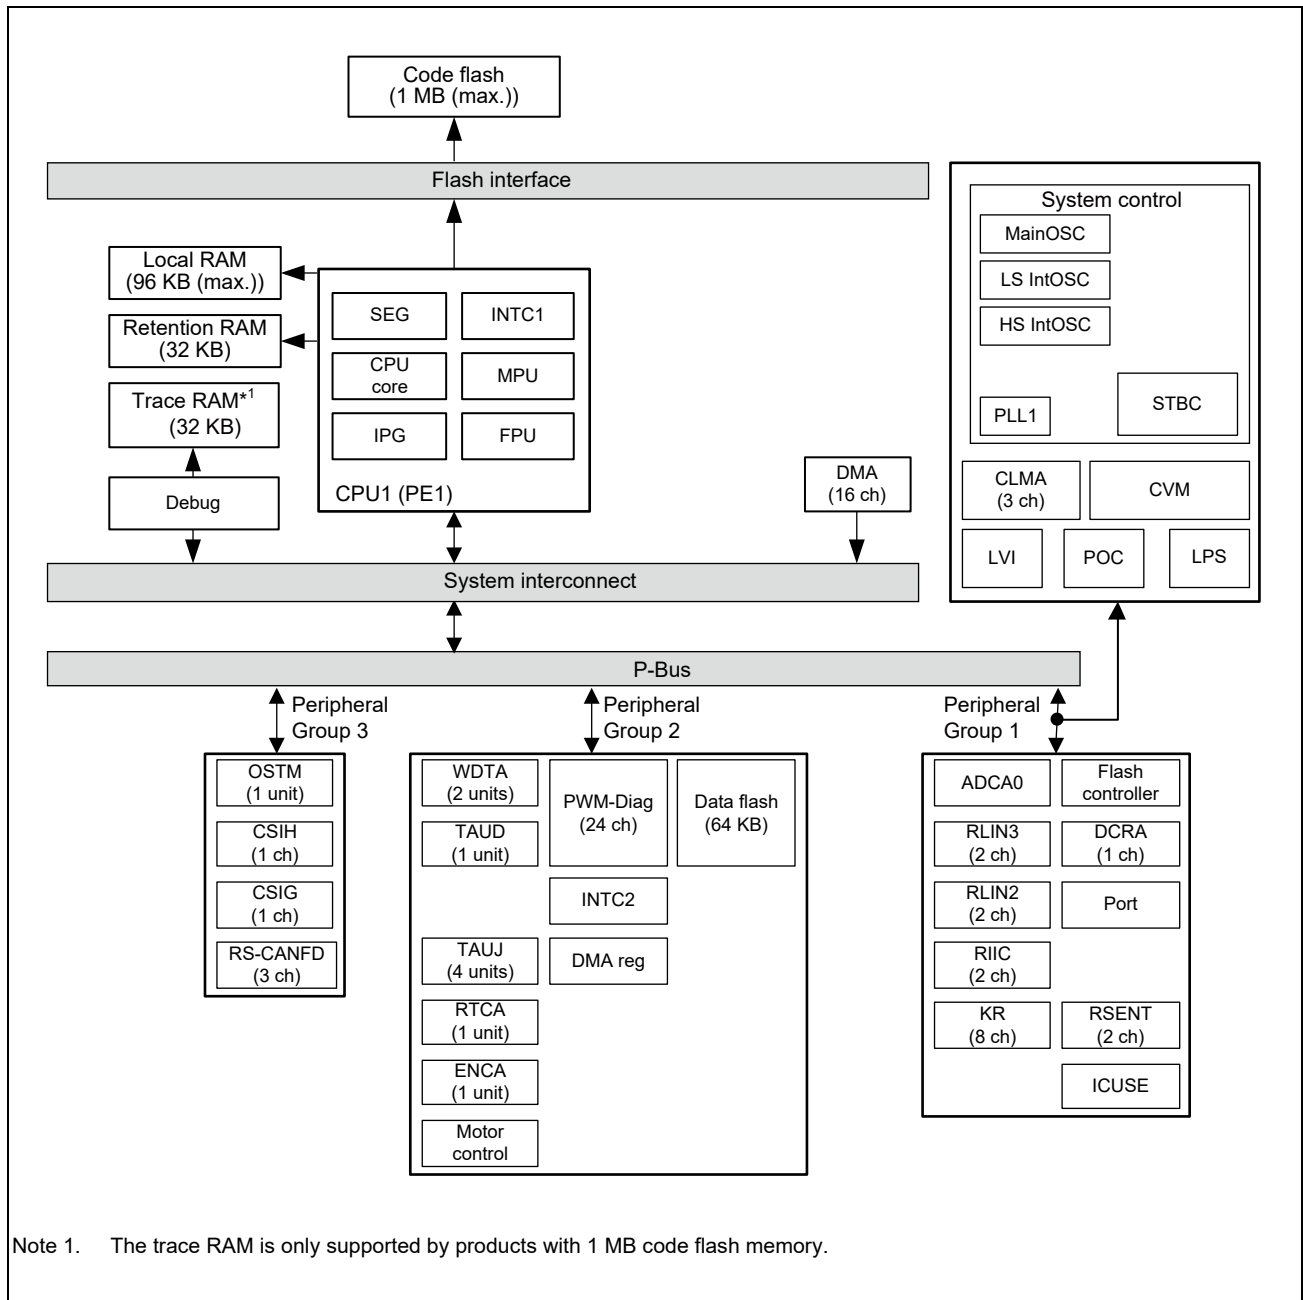 Code flash
(1 MB (max.))
Flash interface
Local RAM
(96 KB (max.))
Retention RAM
(32 KB)
Trace RAM*1
(32 KB)
Debug
SEG
INTC1
CPU
core
MPU
IPG
FPU
CPU1 (PE1)
DMA
(16 ch)
System control
MainOSC
LS IntOSC
HS IntOSC
PLL1
STBC
CLMA
(3 ch)
CVM
LVI
POC
LPS
System interconnect
P-Bus
Peripheral
Group 3
Peripheral
Group 2
Peripheral
Group 1
OSTM
(1 unit)
CSIH
(1 ch)
CSIG
(1 ch)
RS-CANFD
(3 ch)
WDTA
(2 units)
PWM-Diag
(24 ch)
Data flash
(64 KB)
TAUD
(1 unit)
INTC2
TAUJ
(4 units)
DMA reg
RTCA
(1 unit)
ENCA
(1 unit)
Motor
control
ADCA0
Flash
controller
RLIN3
(2 ch)
DCRA
(1 ch)
RLIN2
(2 ch)
Port
RIIC
(2 ch)
KR
(8 ch)
RSENT
(2 ch)
ICUSE
Note 1. The trace RAM is only supported by products with 1 MB code flash memory.